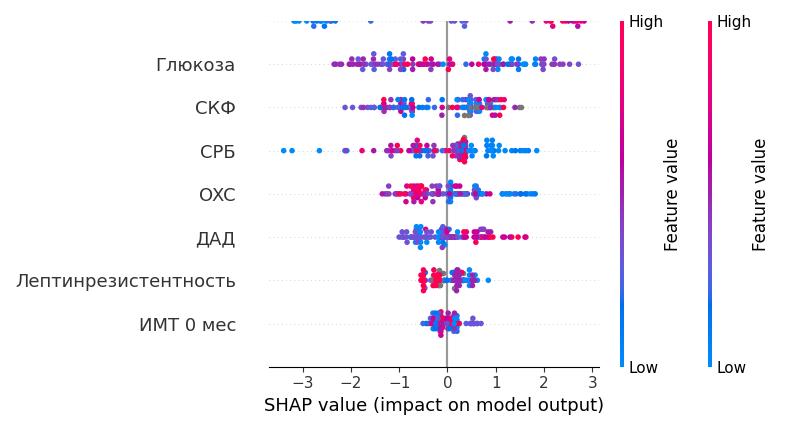 Глюкоза
СКФ
СРБ
ОХС
ДАД
Лептинрезистентность
ИМТ 0 мес
−3 −2 −1 0 1 2 3
SHAP value (impact on model output)
High
Feature value
Low
High
Feature value
Low